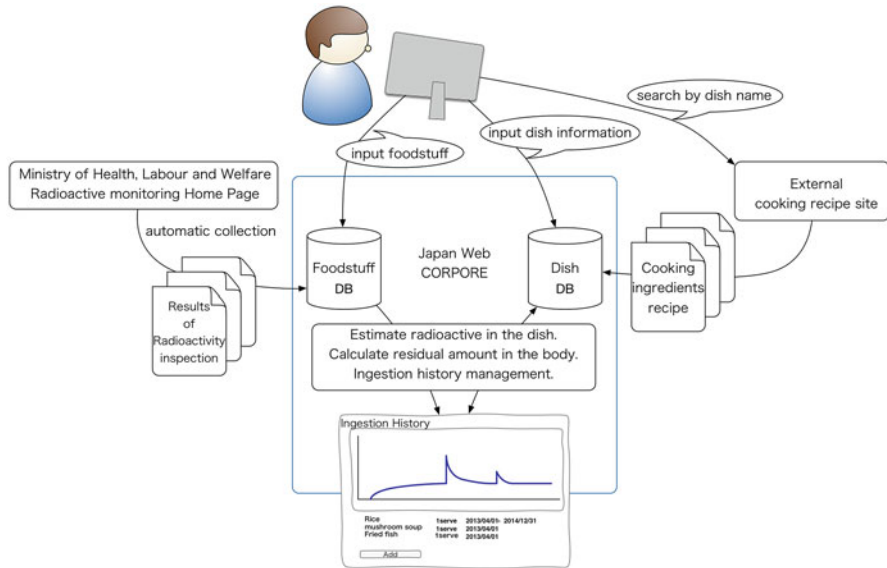 search by dish name
input dish information
input foodstuff
Ministry of Health, Labour and Welfare
Radioactive monitoring Home Page
External
cooking recipe site
automatic collection
Japan Web
CORPORE
Foodstuff
DB
Dish
DB
Cooking
ingredients
recipe
Results
of
Radioactivity
inspection
Estimate radioactive in the dish.
Calculate residual amount in the body.
Ingestion history management.
Ingestion History
Rice 1serve 2013/04/01- 2014/12/31
mushroom soup 1serve 2013/04/01
Fried fish 1serve 2013/04/01
Add